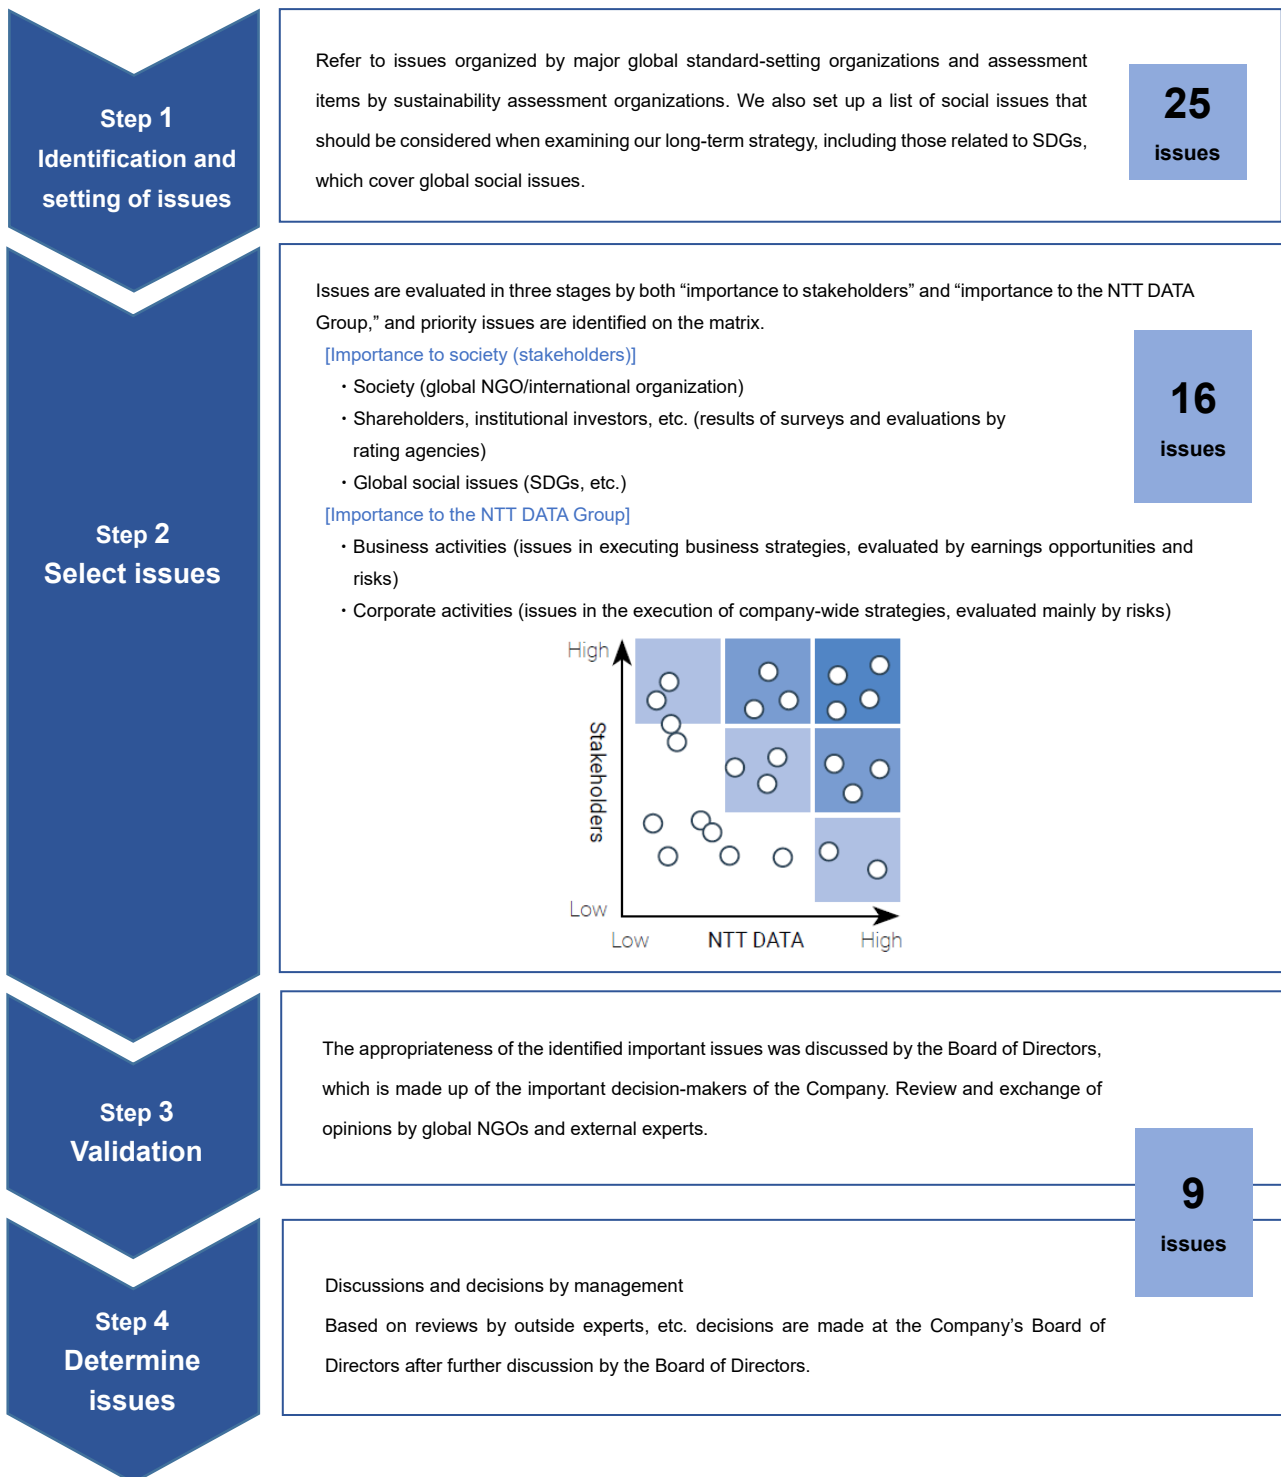 Step 1
Identification and
setting of issues
Refer to issues organized by major global standard-setting organizations and assessment
items by sustainability assessment organizations. We also set up a list of social issues that
should be considered when examining our long-term strategy, including those related to SDGs,
which cover global social issues.
25
issues
Step 2
Select issues
Issues are evaluated in three stages by both “importance to stakeholders” and “importance to the NTT DATA
Group,” and priority issues are identified on the matrix.
[Importance to society (stakeholders)]
・Society (global NGO/international organization)
・Shareholders, institutional investors, etc. (results of surveys and evaluations by
rating agencies)
・Global social issues (SDGs, etc.)
[Importance to the NTT DATA Group]
・Business activities (issues in executing business strategies, evaluated by earnings opportunities and
risks)
・Corporate activities (issues in the execution of company-wide strategies, evaluated mainly by risks)
16
issues
High
Stakeholders
Low
Low NTT DATA High
Step 3
Validation
The appropriateness of the identified important issues was discussed by the Board of Directors,
which is made up of the important decision-makers of the Company. Review and exchange of
opinions by global NGOs and external experts.
9
issues
Step 4
Determine
issues
Discussions and decisions by management
Based on reviews by outside experts, etc. decisions are made at the Company’s Board of
Directors after further discussion by the Board of Directors.